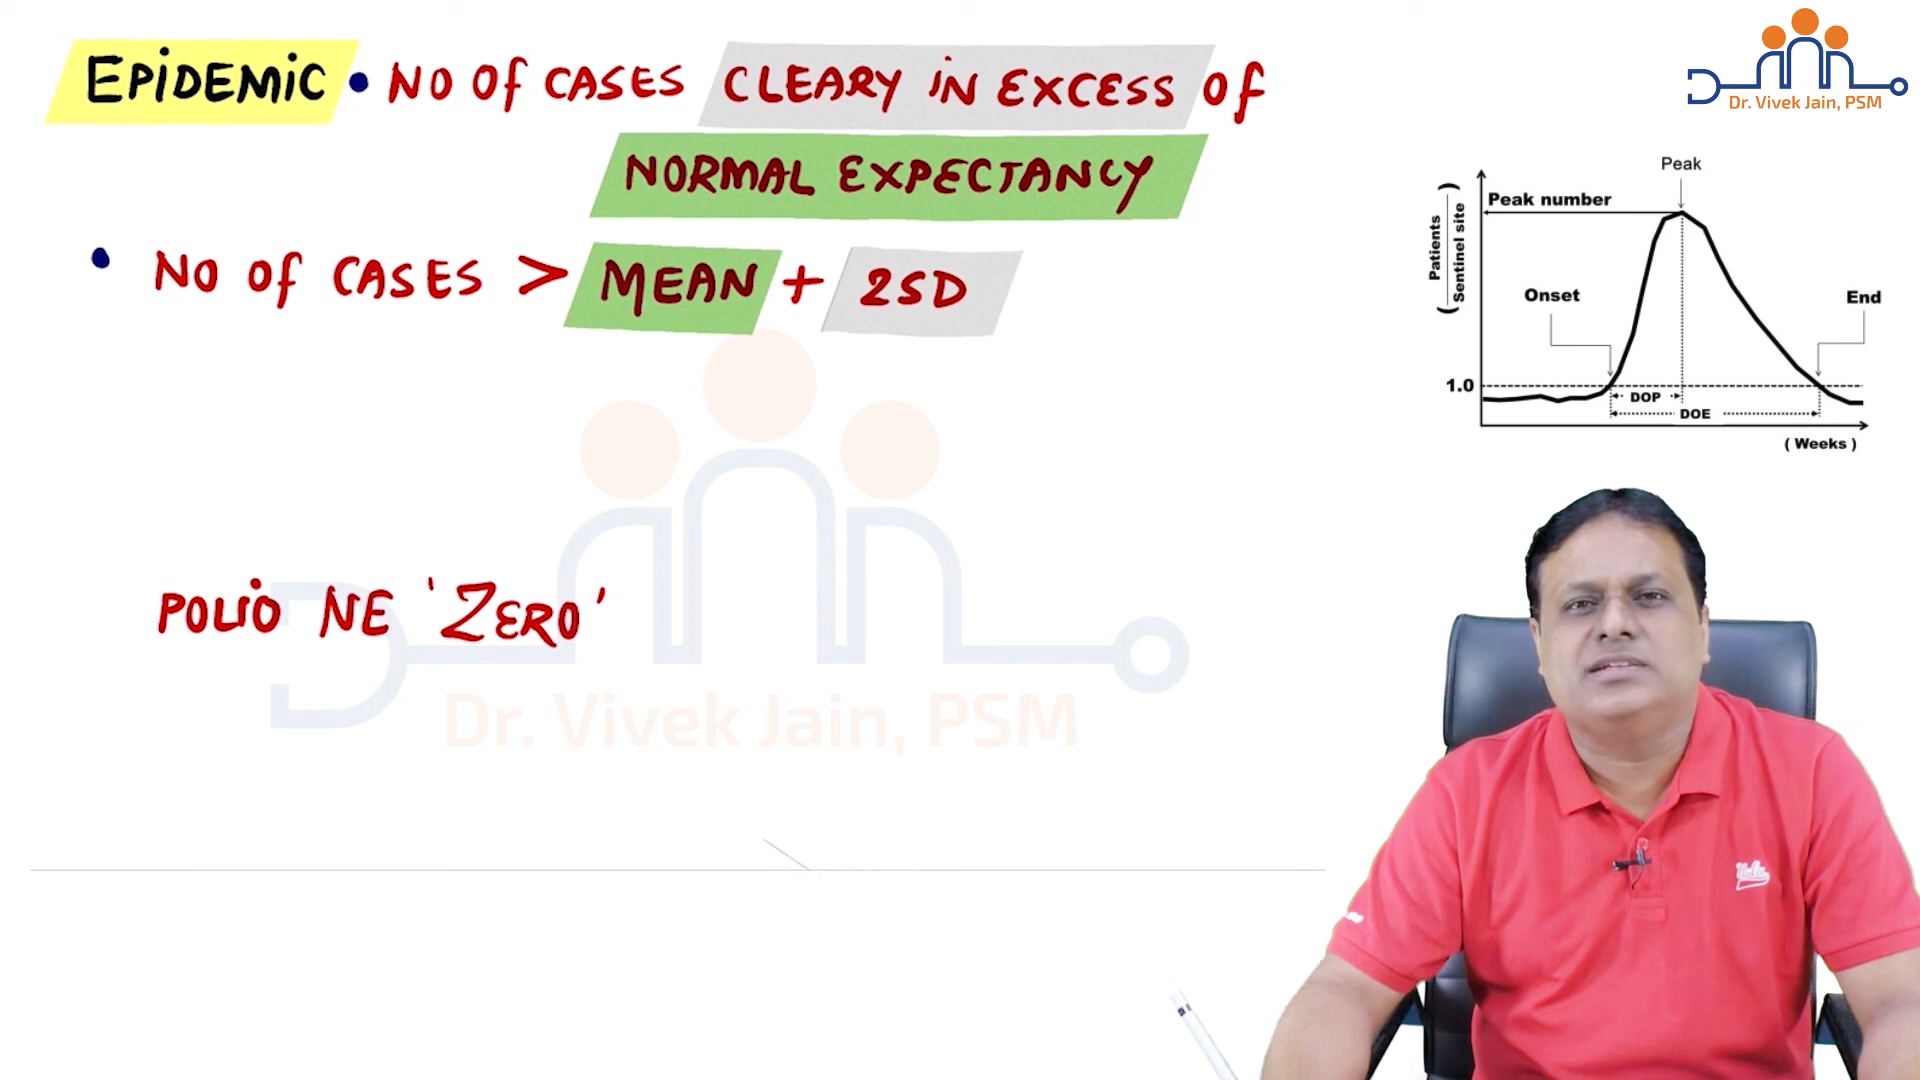 EPIDEMIC • NO OF CASES CLEARY IN EXCESS OF
NORMAL EXPECTANCY
• NO OF CASES > MEAN + 2SD
POLIO NE 'ZERO'
Dr. Vivek Jain, PSM
Dr. Vivek Jain, PSM
Peak
Peak number
(Patients / Sentinel site)
Onset
End
1.0
DOP
DOE
( Weeks )